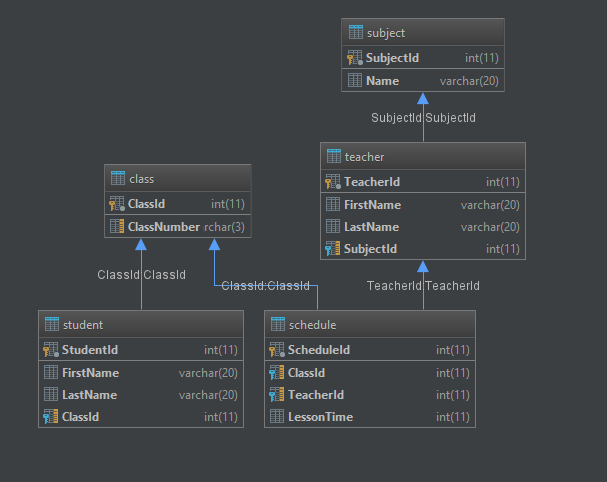 subject
SubjectId int(11)
Name varchar(20)
SubjectId:SubjectId
teacher
TeacherId int(11)
FirstName varchar(20)
LastName varchar(20)
SubjectId int(11)
class
ClassId int(11)
ClassNumber rchar(3)
ClassId:ClassId
ClassId:ClassId
TeacherId:TeacherId
student
StudentId int(11)
FirstName varchar(20)
LastName varchar(20)
ClassId int(11)
schedule
ScheduleId int(11)
ClassId int(11)
TeacherId int(11)
LessonTime int(11)